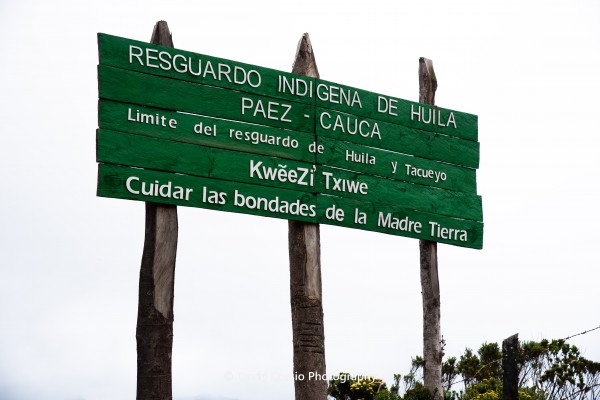 RESGUARDO INDIGENA DE HUILA
PAEZ - CAUCA
Limite del resguardo de Huila y Tacueyo
KwẽeZi' Txiwe
Cuidar las bondades de la Madre Tierra
Photography